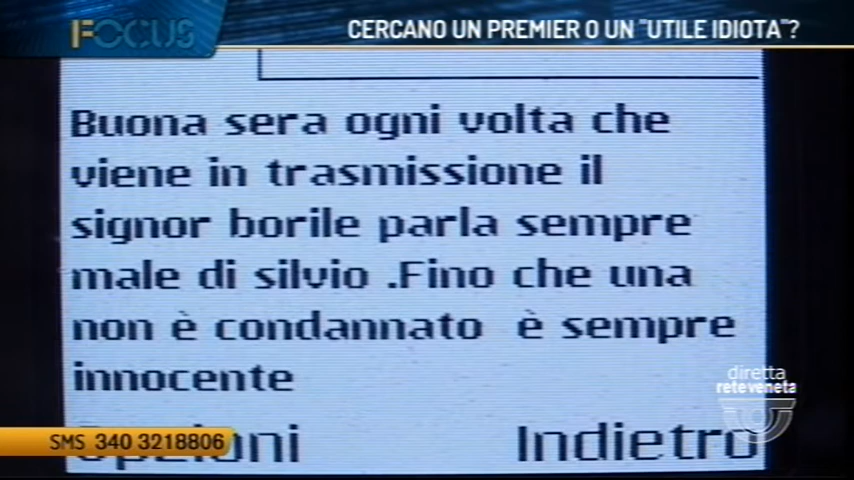 FOCUS
CERCANO UN PREMIER O UN "UTILE IDIOTA"?
Buona sera ogni volta che
viene in trasmissione il
signor borile parla sempre
male di silvio .Fino che una
non è condannato è sempre
innocente
diretta
reteveneta
SMS 340 3218806
Opzioni
Indietro